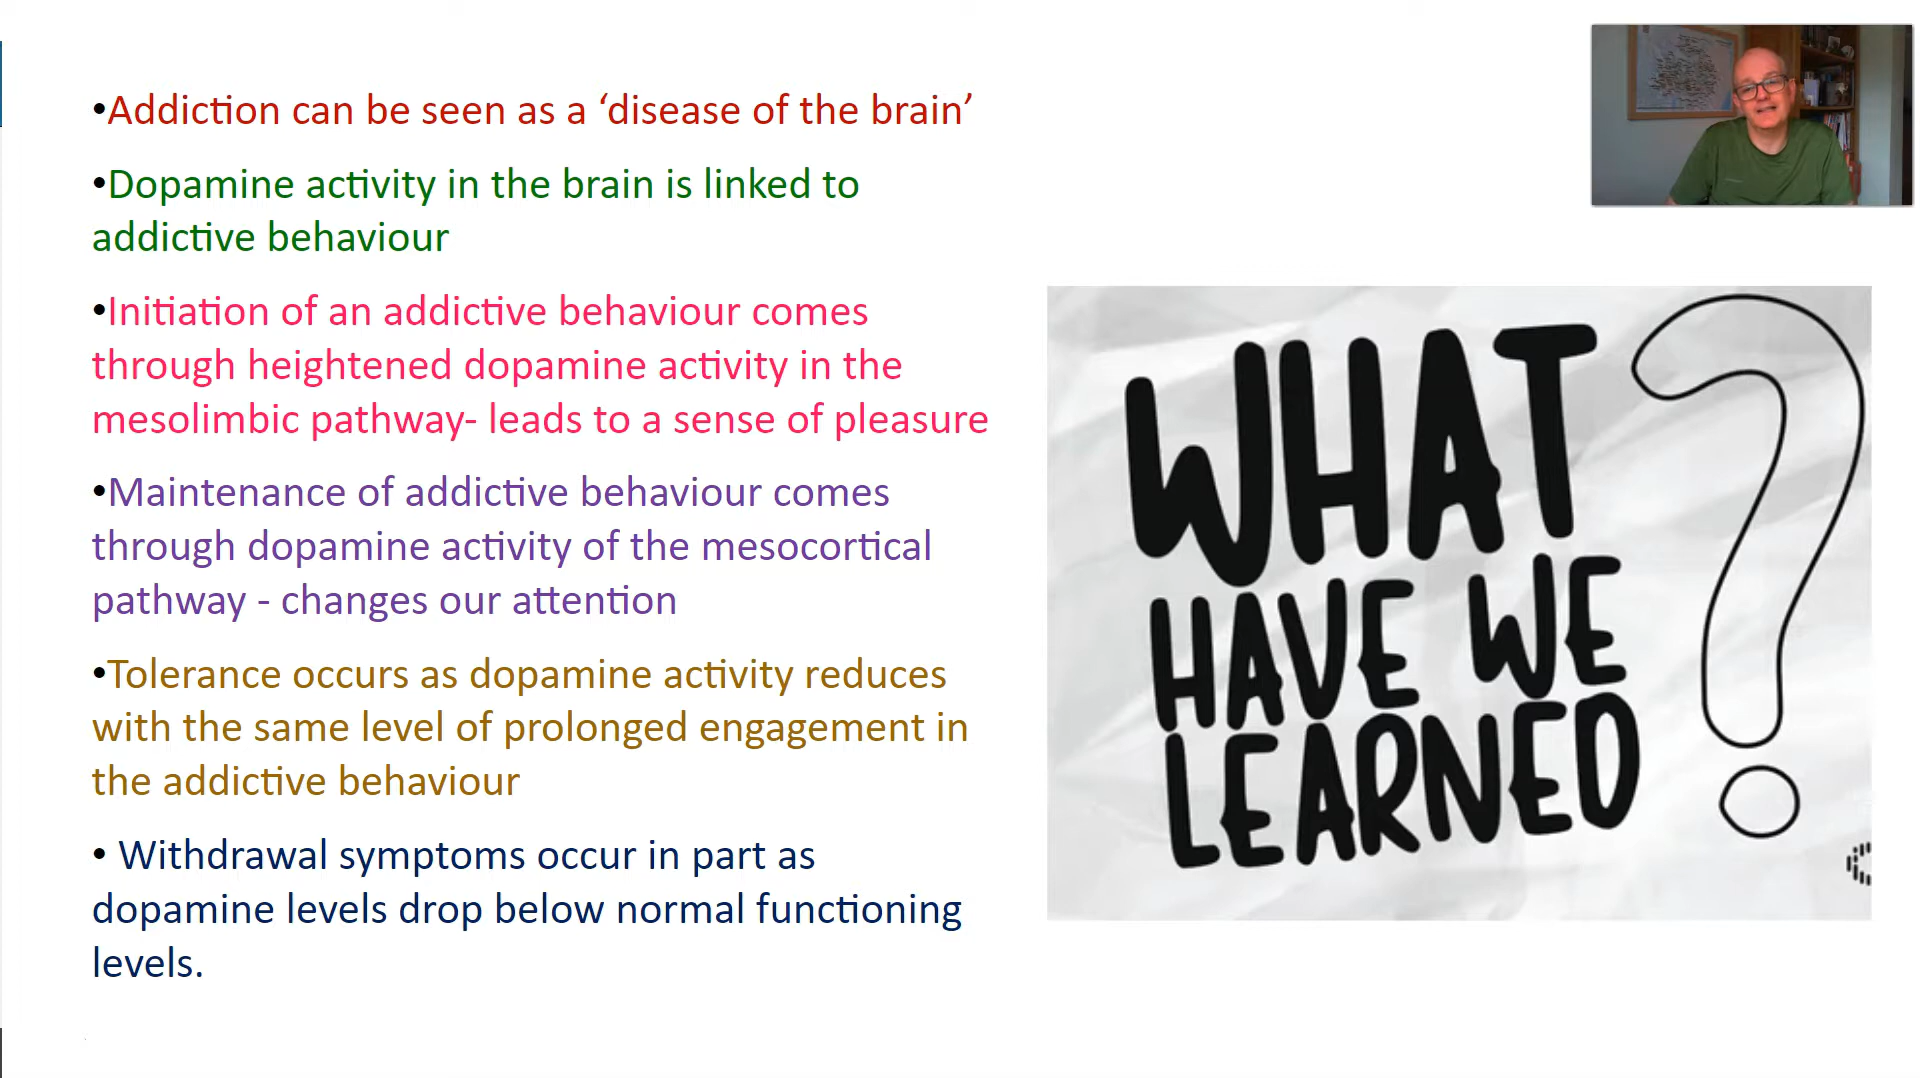 •Addiction can be seen as a ‘disease of the brain’
•Dopamine activity in the brain is linked to
addictive behaviour
•Initiation of an addictive behaviour comes
through heightened dopamine activity in the
mesolimbic pathway- leads to a sense of pleasure
•Maintenance of addictive behaviour comes
through dopamine activity of the mesocortical
pathway - changes our attention
•Tolerance occurs as dopamine activity reduces
with the same level of prolonged engagement in
the addictive behaviour
• Withdrawal symptoms occur in part as
dopamine levels drop below normal functioning
levels.
WHAT
HAVE WE
LEARNED?